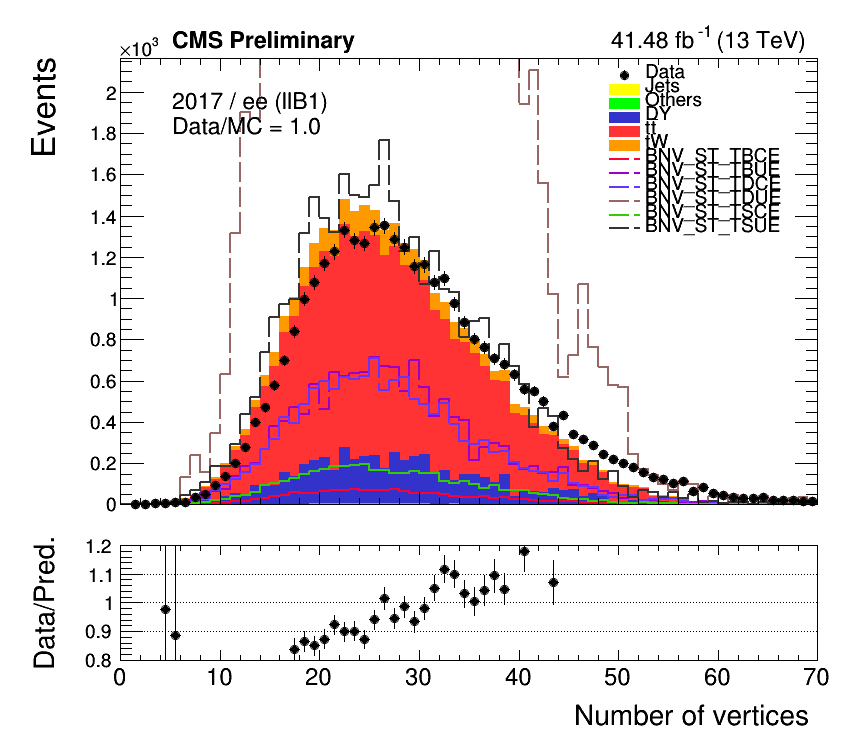 ×10³ CMS Preliminary 41.48 fb⁻¹ (13 TeV)
Events
2017 / ee (IIB1)
Data/MC = 1.0
Data
Jets
Others
DY
tt
tW
BNV_ST_TBCE
BNV_ST_TBUE
BNV_ST_TDCE
BNV_ST_TDUE
BNV_ST_TSCE
BNV_ST_TSUE
2
1.8
1.6
1.4
1.2
1
0.8
0.6
0.4
0.2
0
Data/Pred.
1.2
1.1
1
0.9
0.8
0 10 20 30 40 50 60 70
Number of vertices